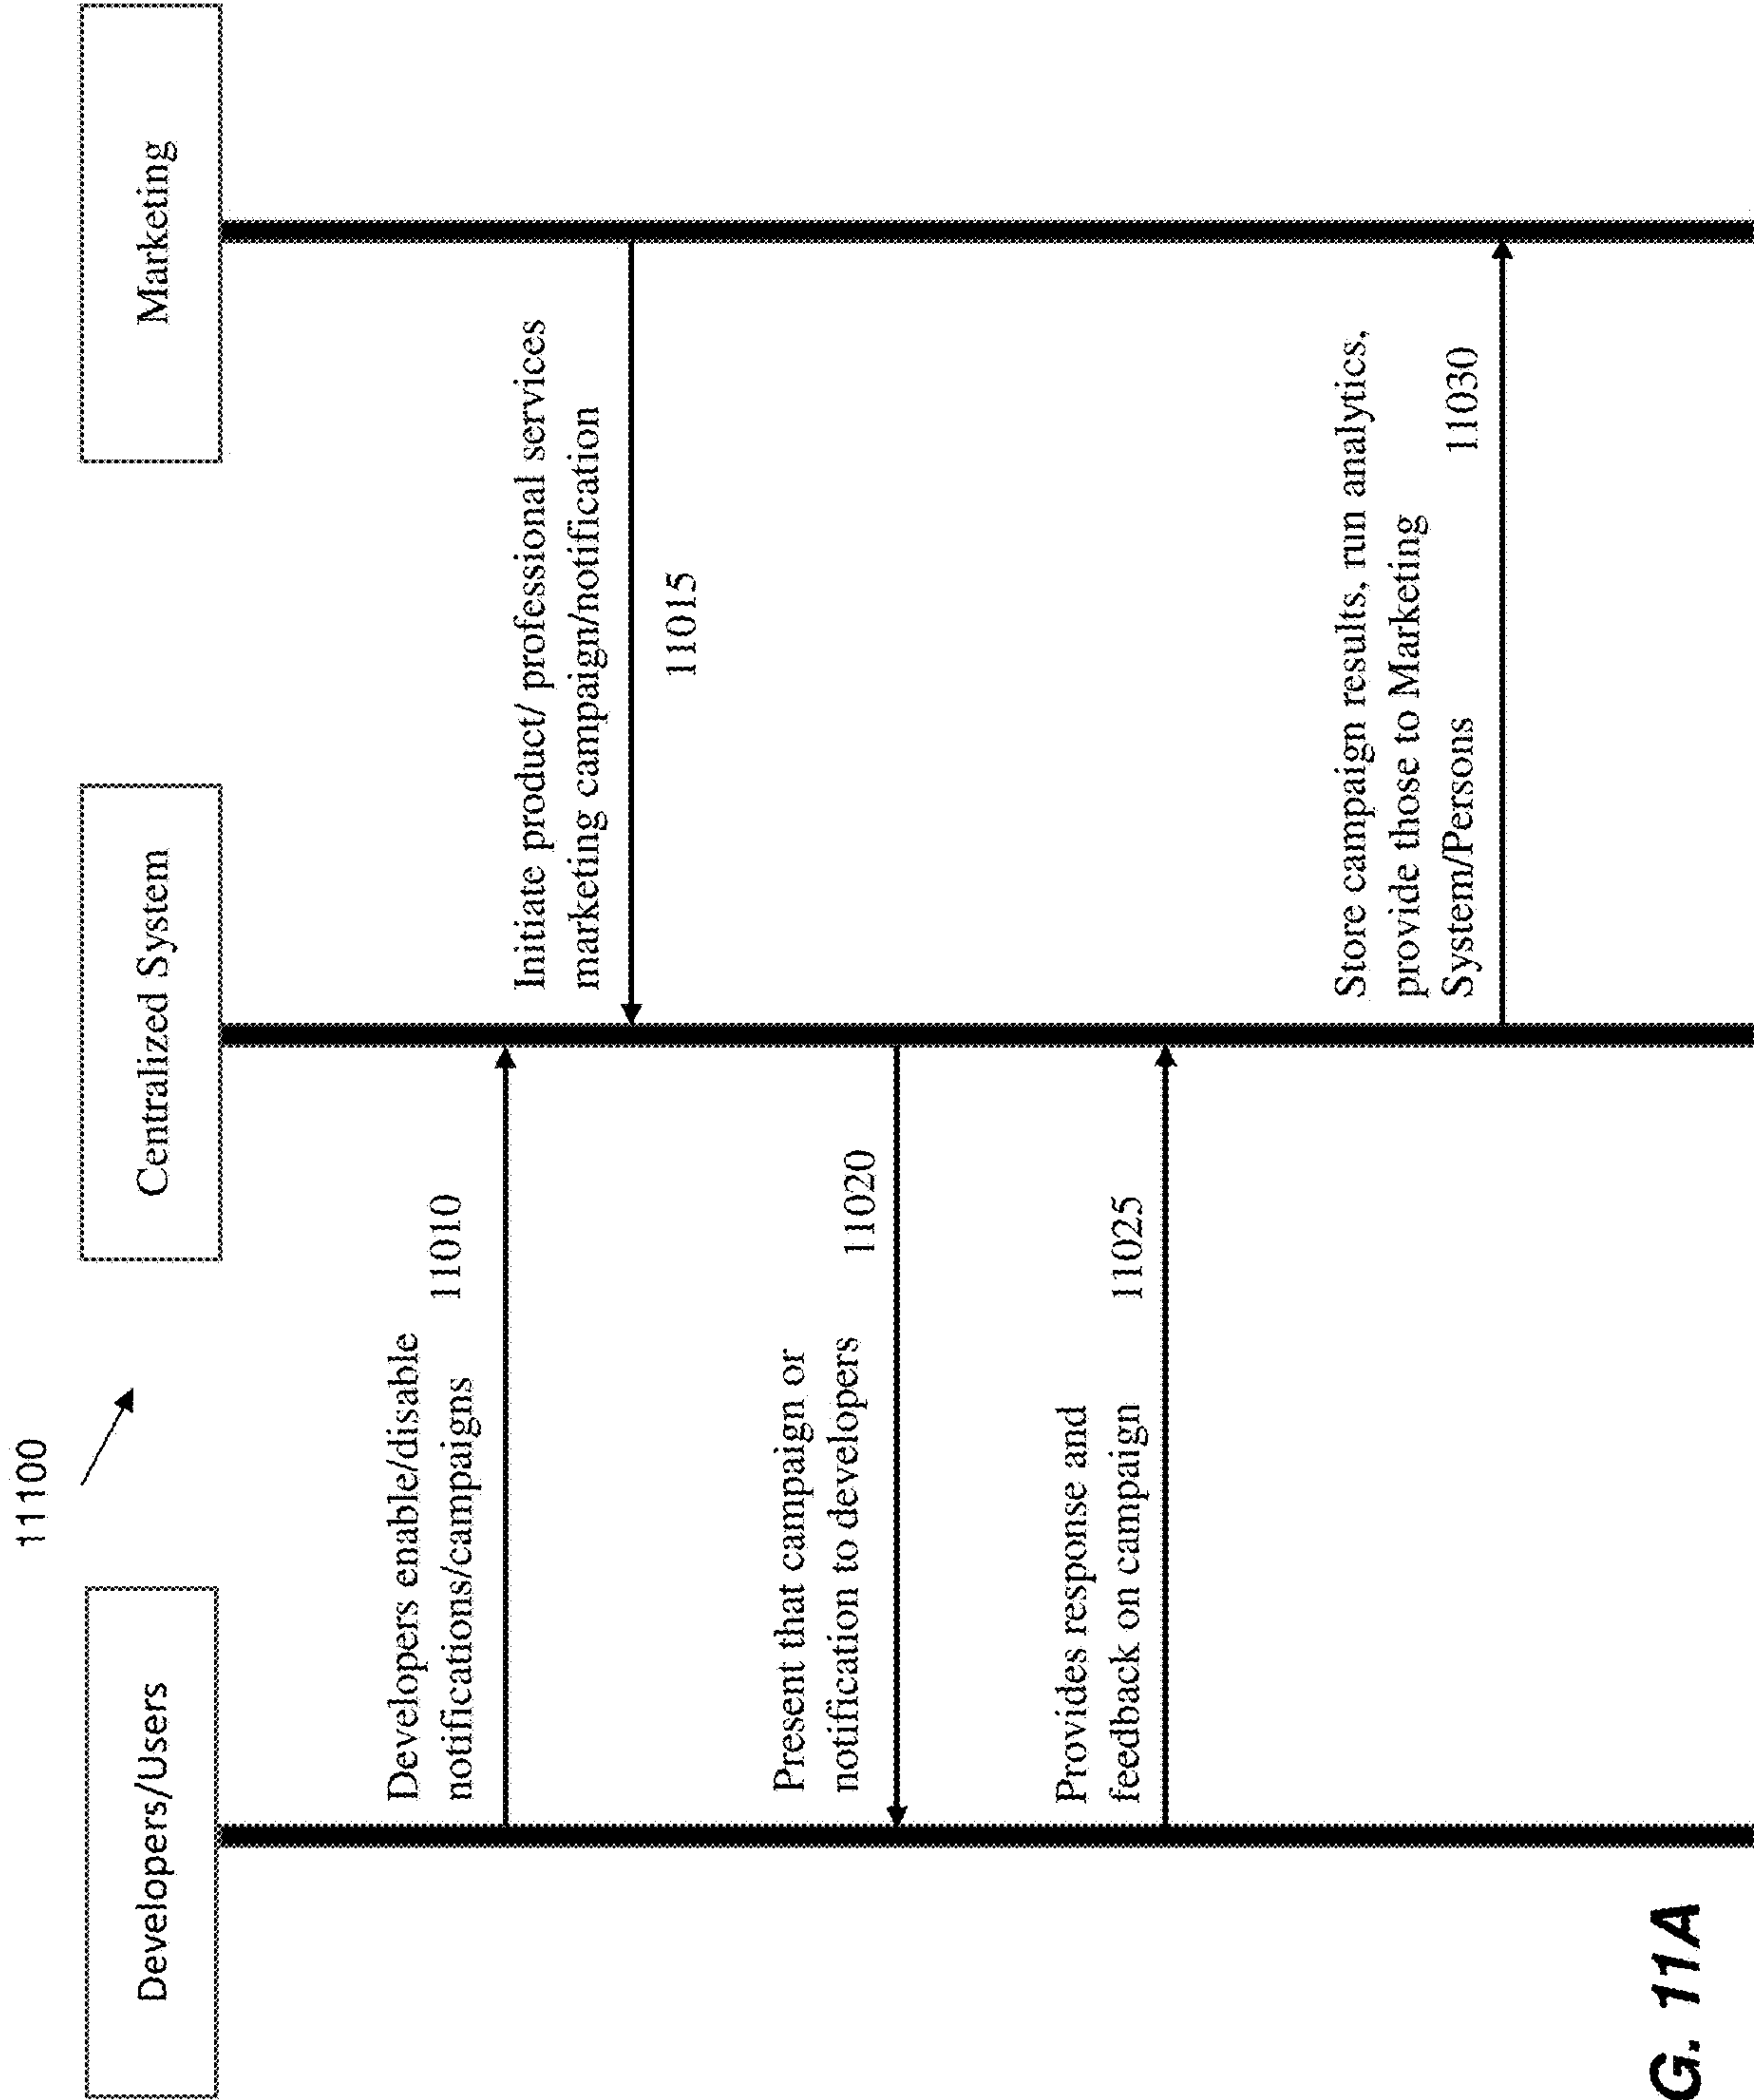 11100
Developers/Users
Centralized System
Marketing
Developers enable/disable
notifications/campaigns
11010
Initiate product/ professional services
marketing campaign/notification
11015
Present that campaign or
notification to developers
11020
Provides response and
feedback on campaign
11025
Store campaign results, run analytics,
provide those to Marketing
System/Persons
11030
G. 11A